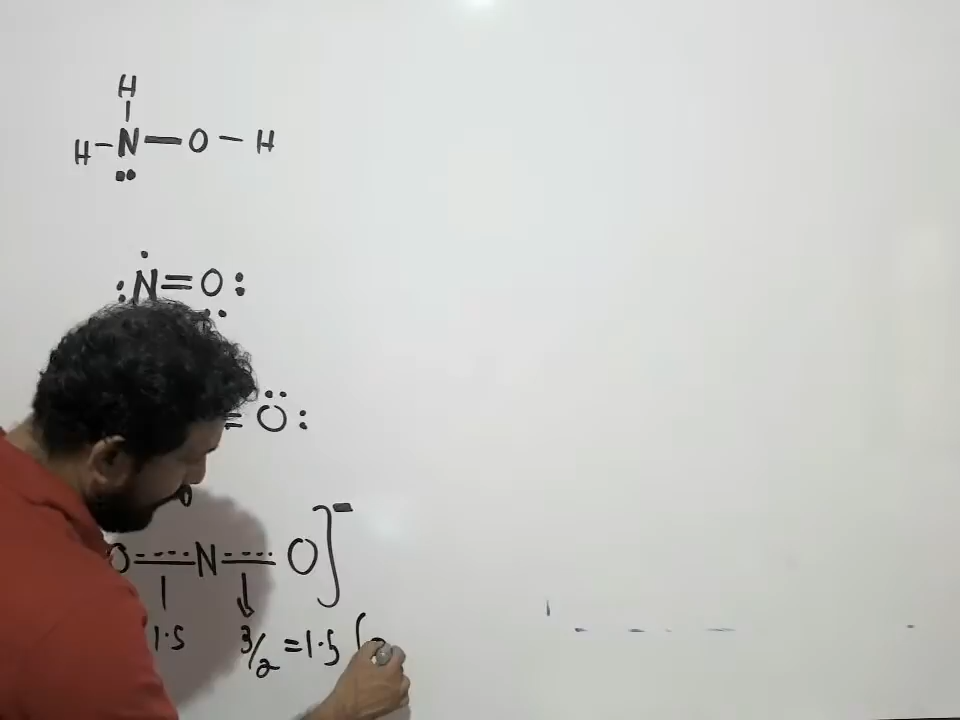 H
H-N-O-H
:N=O:
= O:
O N O]⁻
1.5 3/2 = 1.5 (